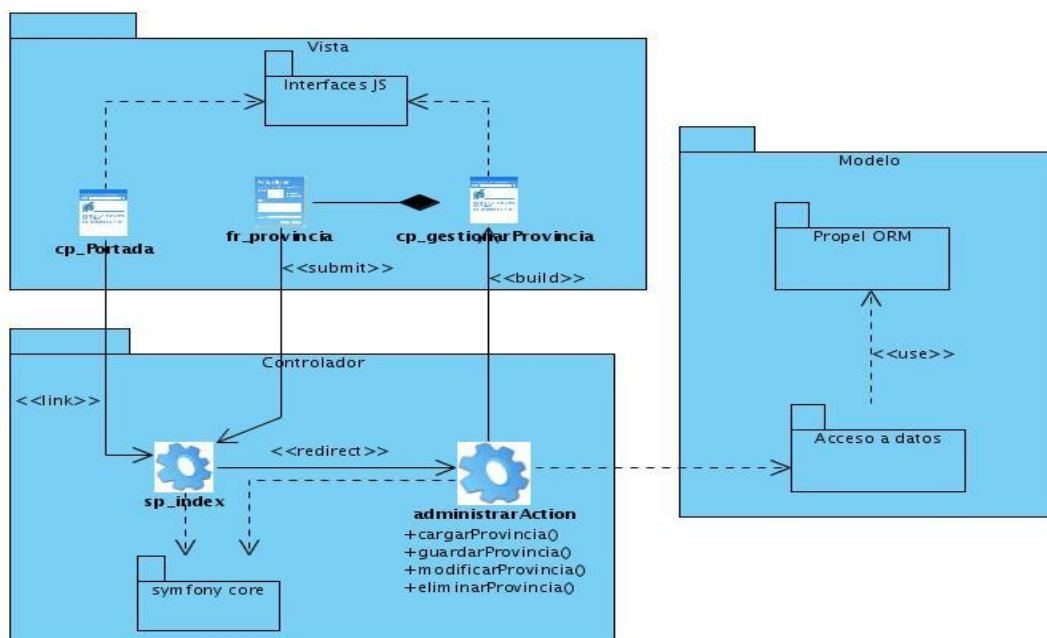 Vista
Interfaces JS
cp_Portada
fr_provincia
cp_gestionarProvincia
<<submit>>
<<build>>
Modelo
Propel ORM
<<use>>
Acceso a datos
Controlador
<<link>>
<<redirect>>
sp_index
administrarAction
+cargarProvincia()
+guardarProvincia()
+modificarProvincia()
+eliminarProvincia()
symfony core